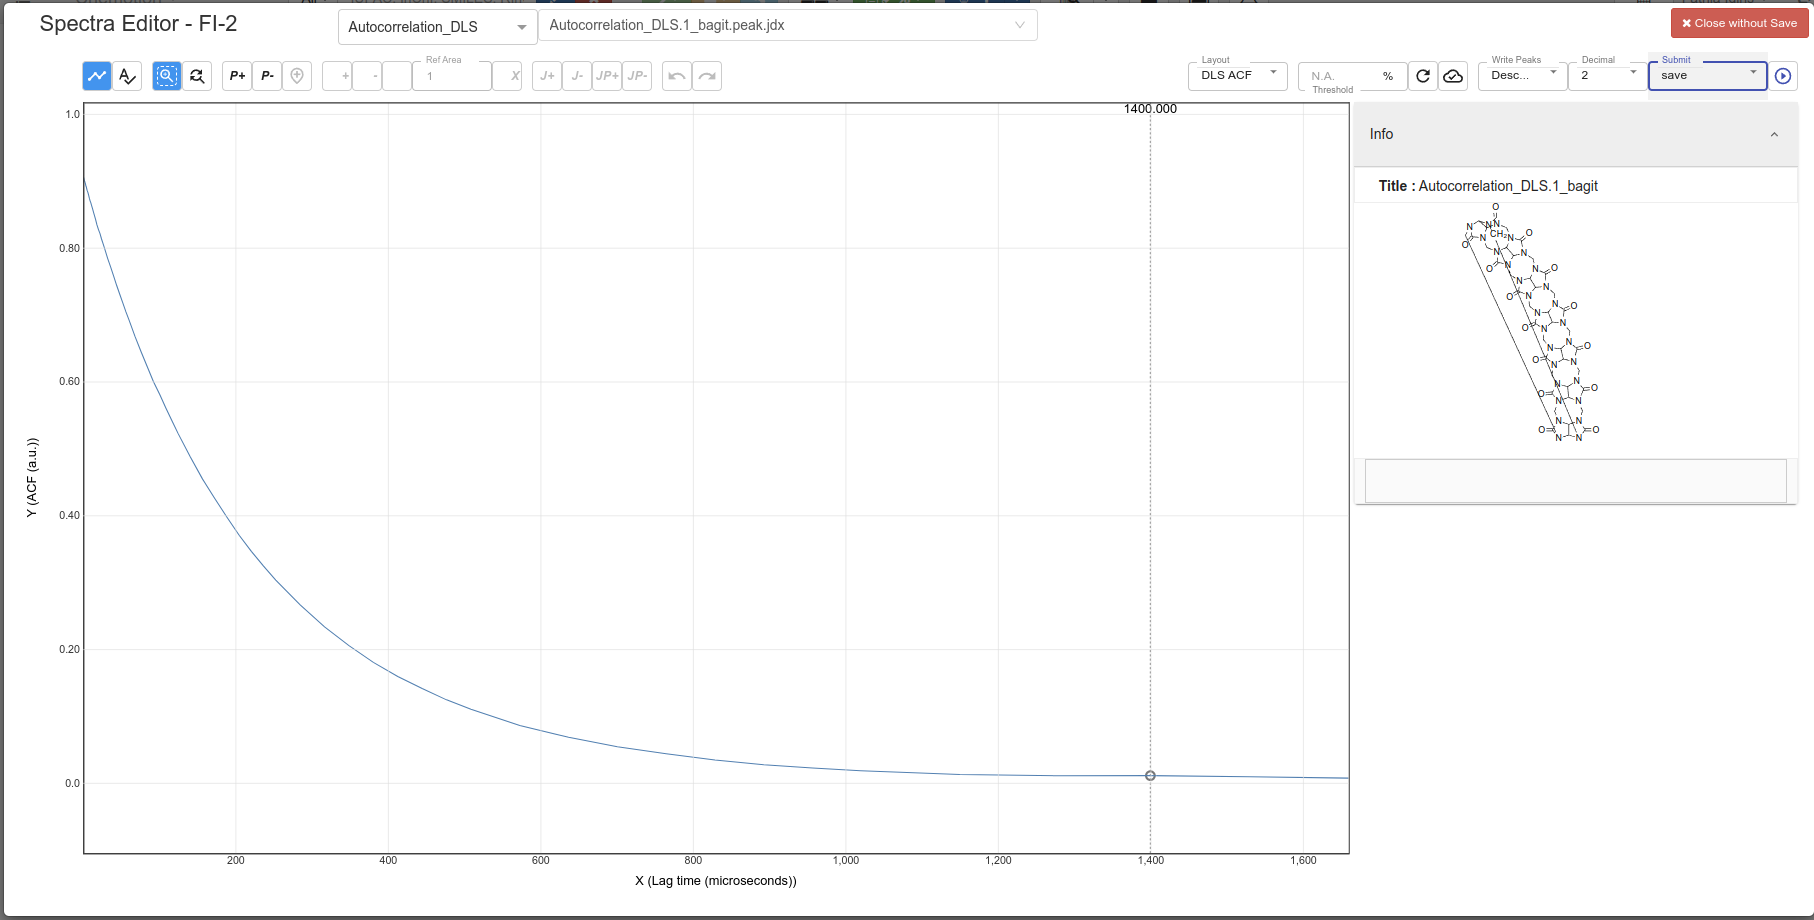 Spectra Editor - FI-2
Autocorrelation_DLS
Autocorrelation_DLS.1_bagit.peak.jdx
✖ Close without Save
P+ P-
+ -
Ref Area
1
X
J+ J- JP+ JP-
Layout
DLS ACF
N.A. %
Threshold
Write Peaks
Desc...
Decimal
2
Submit
save
1400.000
1.0
0.80
0.60
0.40
0.20
0.0
Y (ACF (a.u.))
200 400 600 800 1,000 1,200 1,400 1,600
X (Lag time (microseconds))
Info
Title : Autocorrelation_DLS.1_bagit